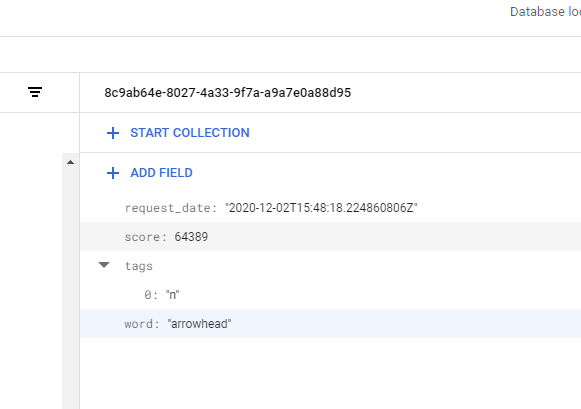 Database
8c9ab64e-8027-4a33-9f7a-a9a7e0a88d95
+ START COLLECTION
+ ADD FIELD
request_date: "2020-12-02T15:48:18.224860806Z"
score: 64389
tags
0: "n"
word: "arrowhead"